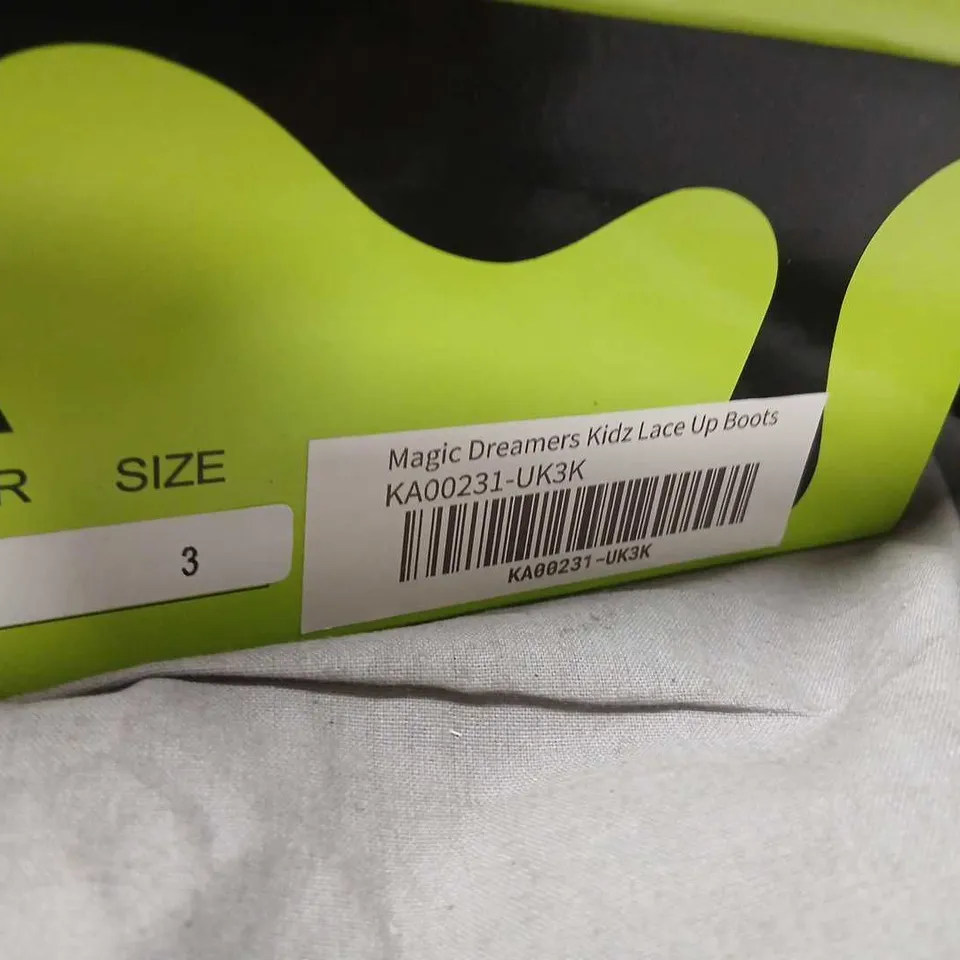 Magic Dreamers Kidz Lace Up Boots
KA00231-UK3K
KA00231-UK3K
R SIZE
3